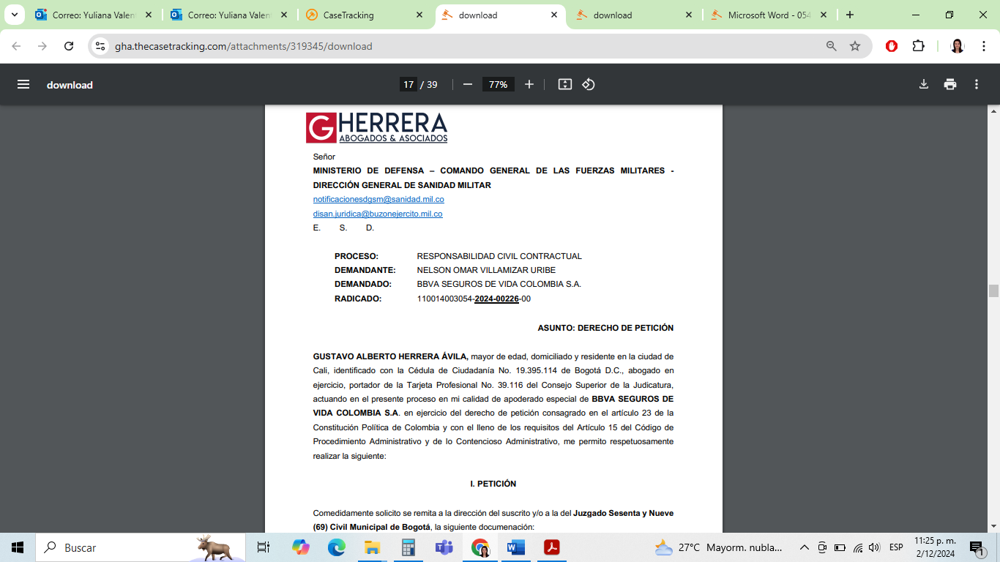 Correo: Yuliana Valen
Correo: Yuliana Valen
CaseTracking
download
download
Microsoft Word - 054
gha.thecasetracking.com/attachments/319345/download
download
17 / 39
77%
G HERRERA
ABOGADOS & ASOCIADOS
Señor
MINISTERIO DE DEFENSA – COMANDO GENERAL DE LAS FUERZAS MILITARES -
DIRECCIÓN GENERAL DE SANIDAD MILITAR
notificacionesdgsm@sanidad.mil.co
disan.juridica@buzonejercito.mil.co
E. S. D.
PROCESO: RESPONSABILIDAD CIVIL CONTRACTUAL
DEMANDANTE: NELSON OMAR VILLAMIZAR URIBE
DEMANDADO: BBVA SEGUROS DE VIDA COLOMBIA S.A.
RADICADO: 110014003054-2024-00226-00
ASUNTO: DERECHO DE PETICIÓN
GUSTAVO ALBERTO HERRERA ÁVILA, mayor de edad, domiciliado y residente en la ciudad de
Cali, identificado con la Cédula de Ciudadanía No. 19.395.114 de Bogotá D.C., abogado en
ejercicio, portador de la Tarjeta Profesional No. 39.116 del Consejo Superior de la Judicatura,
actuando en el presente proceso en mi calidad de apoderado especial de BBVA SEGUROS DE
VIDA COLOMBIA S.A. en ejercicio del derecho de petición consagrado en el artículo 23 de la
Constitución Política de Colombia y con el lleno de los requisitos del Artículo 15 del Código de
Procedimiento Administrativo y de lo Contencioso Administrativo, me permito respetuosamente
realizar la siguiente:
I. PETICIÓN
Comedidamente solicito se remita a la dirección del suscrito y/o a la del Juzgado Sesenta y Nueve
(69) Civil Municipal de Bogotá, la siguiente documenación:
Buscar
27°C Mayorm. nubla...
ESP
11:25 p. m.
2/12/2024
1